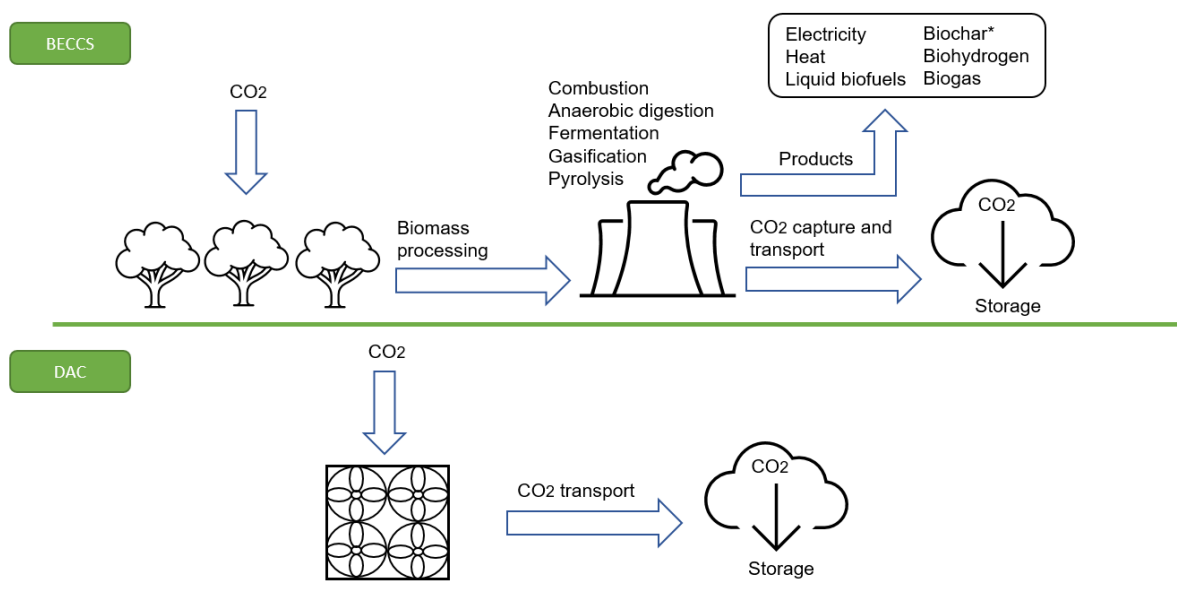 BECCS
CO2
Combustion
Anaerobic digestion
Fermentation
Gasification
Pyrolysis
Electricity
Heat
Liquid biofuels
Biochar*
Biohydrogen
Biogas
Products
Biomass
processing
CO2 capture and
transport
CO2
Storage
DAC
CO2
CO2 transport
CO2
Storage